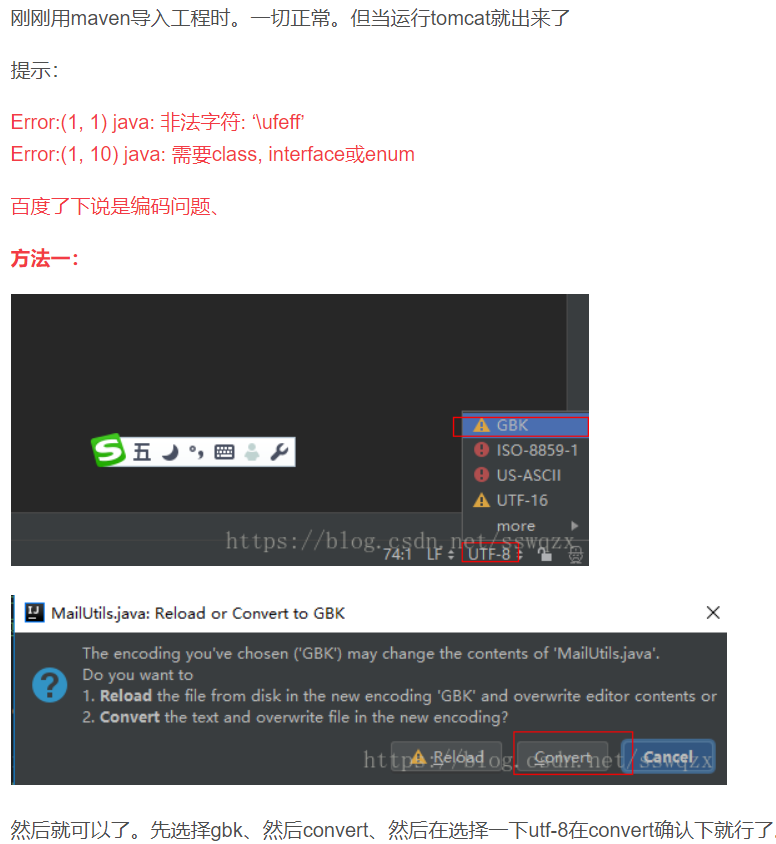 刚刚用maven导入工程时。一切正常。但当运行tomcat就出来了
提示：
Error:(1, 1) java: 非法字符: ‘\ufeff’
Error:(1, 10) java: 需要class, interface或enum
百度了下说是编码问题、
方法一：
五
GBK
ISO-8859-1
US-ASCII
UTF-16
more
https://blog.csdn.net/sswqzx
74:1 LF UTF-8
MailUtils.java: Reload or Convert to GBK
The encoding you've chosen ('GBK') may change the contents of 'MailUtils.java'.
Do you want to
1. Reload the file from disk in the new encoding 'GBK' and overwrite editor contents or
2. Convert the text and overwrite file in the new encoding?
Reload Convert Cancel
https://blog.csdn.net/sswqzx
然后就可以了。先选择gbk、然后convert、然后在选择一下utf-8在convert确认下就行了